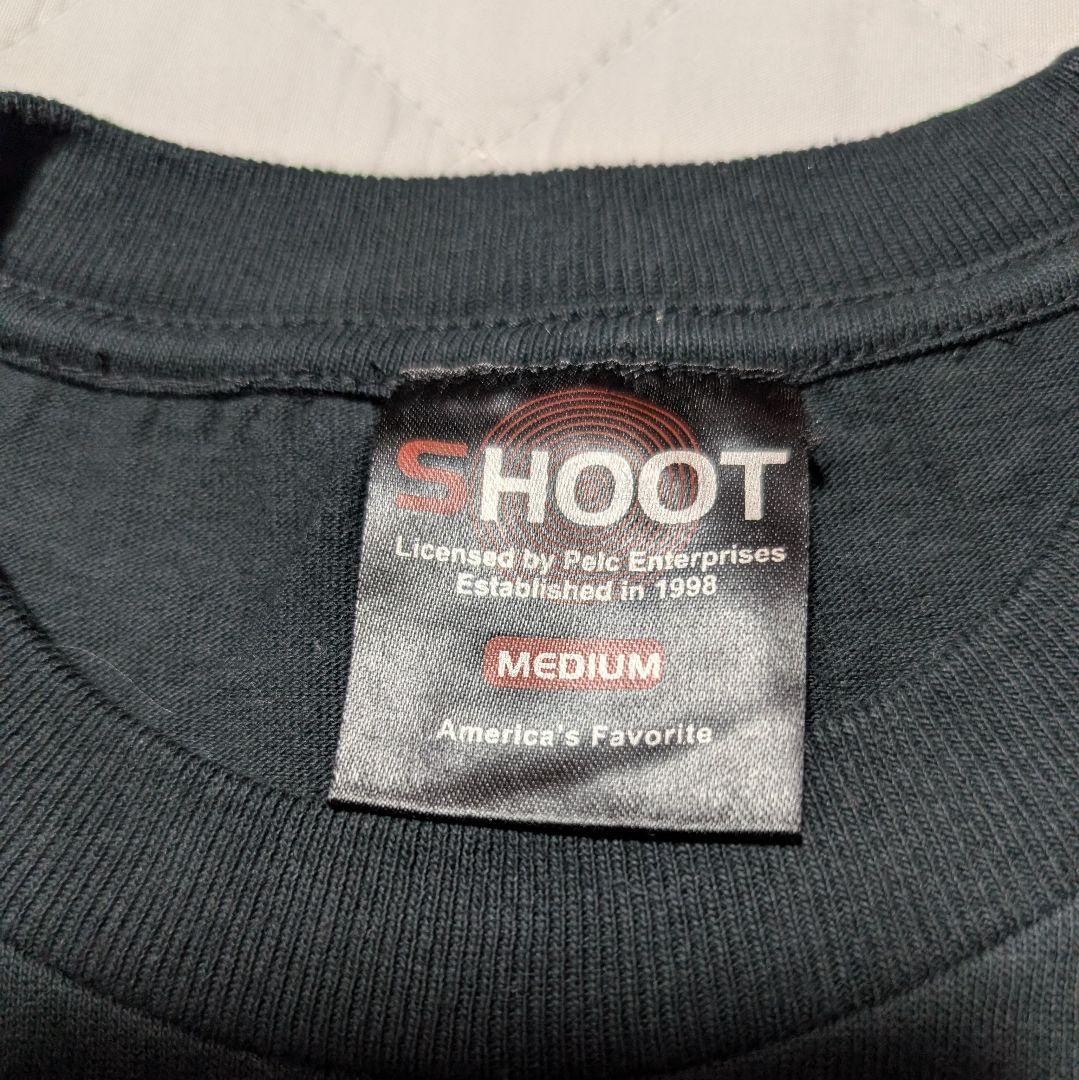 SHOOT
Licensed by Pelc Enterprises
Established in 1998
MEDIUM
America's Favorite